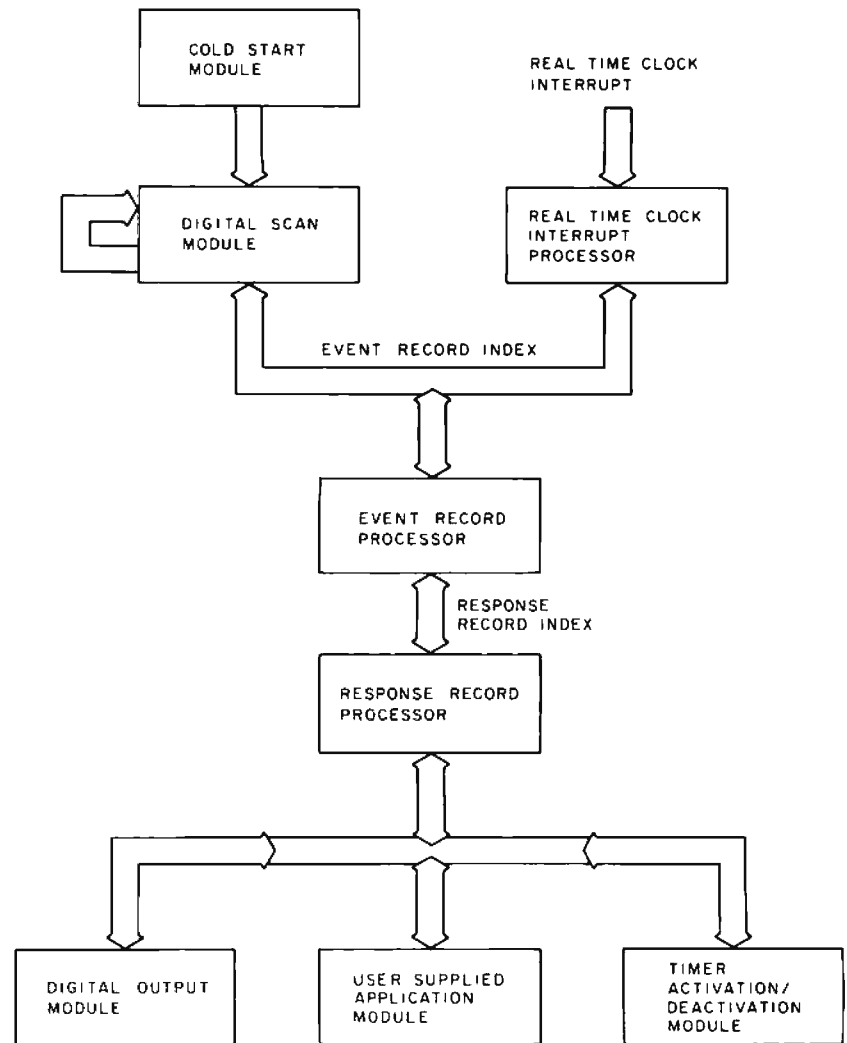 COLD START
MODULE
REAL TIME CLOCK
INTERRUPT
DIGITAL SCAN
MODULE
REAL TIME CLOCK
INTERRUPT
PROCESSOR
EVENT RECORD INDEX
EVENT RECORD
PROCESSOR
RESPONSE
RECORD INDEX
RESPONSE RECORD
PROCESSOR
DIGITAL OUTPUT
MODULE
USER SUPPLIED
APPLICATION
MODULE
TIMER
ACTIVATION/
DEACTIVATION
MODULE